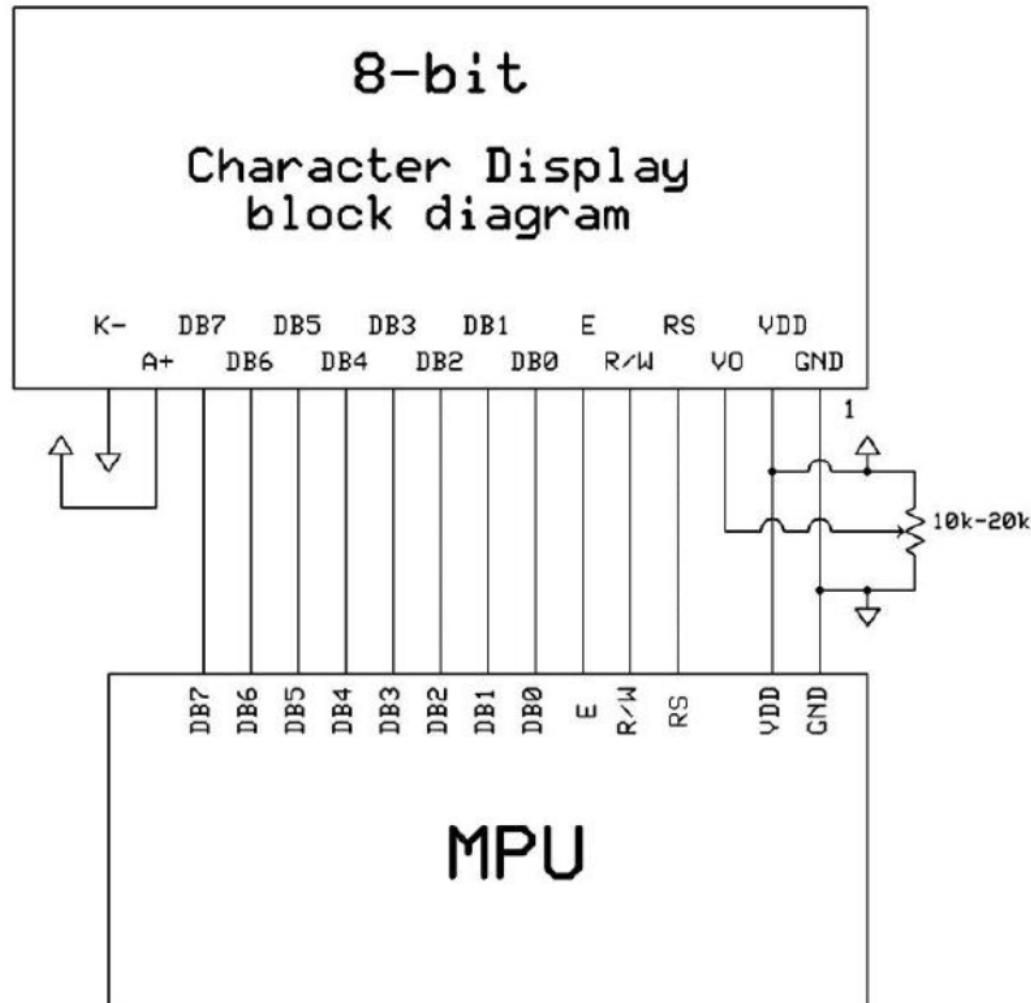 8-bit
Character Display
block diagram
K- DB7 DB5 DB3 DB1 E RS VDD
A+ DB6 DB4 DB2 DB0 R/W VO GND
1
10k-20k
DB7 DB6 DB5 DB4 DB3 DB2 DB1 DB0 E R/W RS VDD GND
MPU